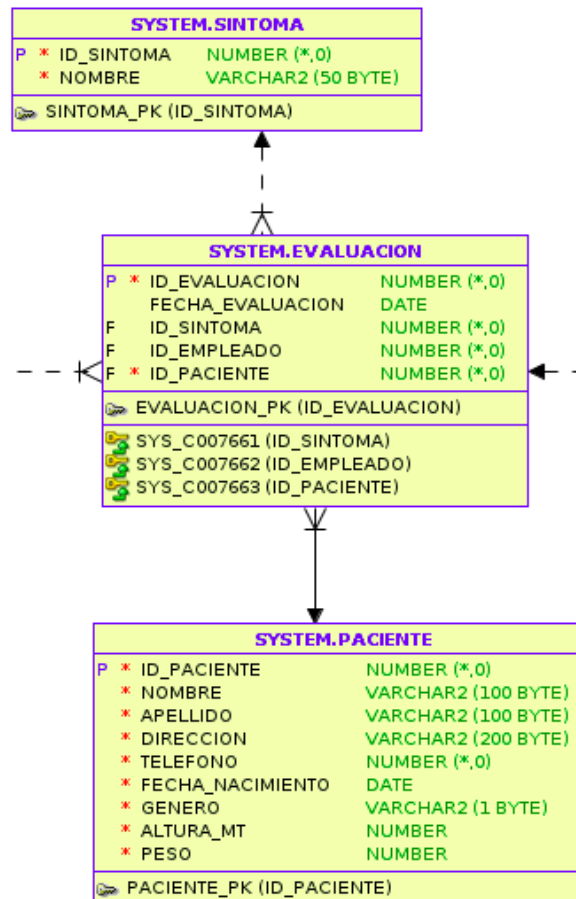 SYSTEM.SINTOMA
P * ID_SINTOMA NUMBER (*,0)
* NOMBRE VARCHAR2 (50 BYTE)
SINTOMA_PK (ID_SINTOMA)
SYSTEM.EVALUACION
P * ID_EVALUACION NUMBER (*,0)
FECHA_EVALUACION DATE
F ID_SINTOMA NUMBER (*,0)
F ID_EMPLEADO NUMBER (*,0)
F * ID_PACIENTE NUMBER (*,0)
EVALUACION_PK (ID_EVALUACION)
SYS_C007661 (ID_SINTOMA)
SYS_C007662 (ID_EMPLEADO)
SYS_C007663 (ID_PACIENTE)
SYSTEM.PACIENTE
P * ID_PACIENTE NUMBER (*,0)
* NOMBRE VARCHAR2 (100 BYTE)
* APELLIDO VARCHAR2 (100 BYTE)
* DIRECCION VARCHAR2 (200 BYTE)
* TELEFONO NUMBER (*,0)
* FECHA_NACIMIENTO DATE
* GENERO VARCHAR2 (1 BYTE)
* ALTURA_MT NUMBER
* PESO NUMBER
PACIENTE_PK (ID_PACIENTE)